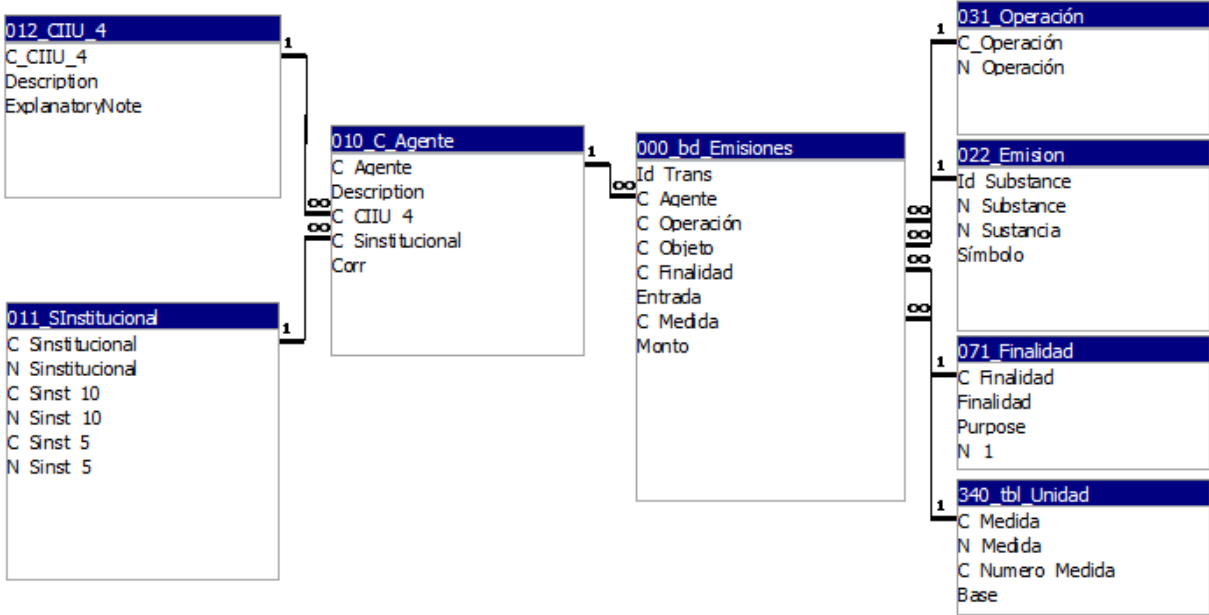 012_CIIU_4
C_CIIU_4
Description
ExplanatoryNote
1
∞
011_SInstitucional
C Sinstitucional
N Sinstitucional
C Sinst 10
N Sinst 10
C Sinst 5
N Sinst 5
1
∞
010_C_Agente
C Agente
Description
C CIIU 4
C Sinstitucional
Corr
1
∞
000_bd_Emisiones
Id Trans
C Agente
C Operación
C Objeto
C Finalidad
Entrada
C Medida
Monto
∞
∞
∞
∞
1
031_Operación
C_Operación
N Operación
1
022_Emision
Id Substance
N Substance
N Sustancia
Símbolo
1
071_Finalidad
C Finalidad
Finalidad
Purpose
N 1
1
340_tbl_Unidad
C Medida
N Medida
C Numero Medida
Base